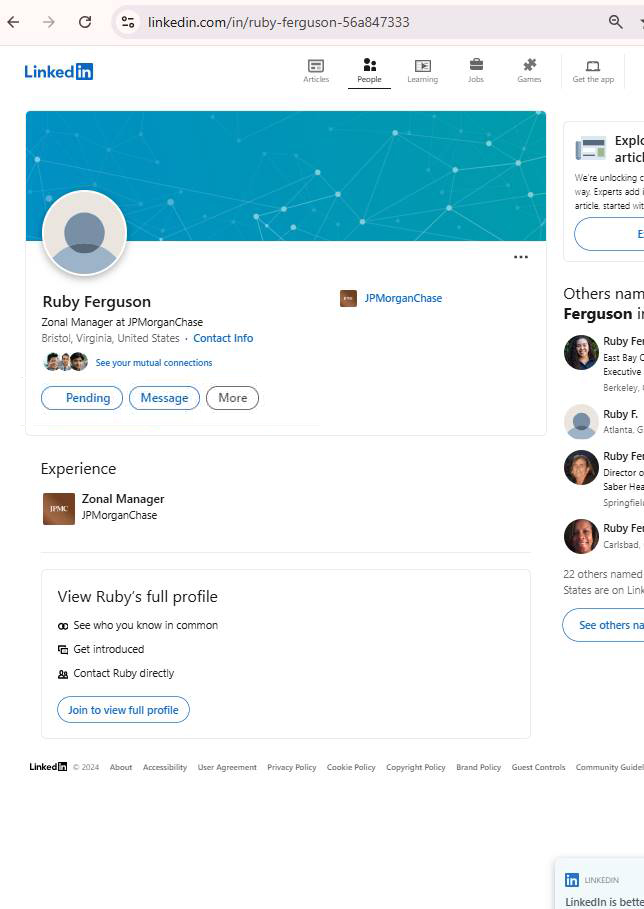 linkedin.com/in/ruby-ferguson-56a847333
Linked in
Articles
People
Learning
Jobs
Games
Get the app
Ruby Ferguson
Zonal Manager at JPMorganChase
Bristol, Virginia, United States · Contact Info
See your mutual connections
JPMorganChase
Pending
Message
More
Experience
JPMC
Zonal Manager
JPMorganChase
View Ruby’s full profile
See who you know in common
Get introduced
Contact Ruby directly
Join to view full profile
Explo
articl
We're unlocking c
way. Experts add i
article, started wit
E
Others nam
Ferguson in
Ruby Fer
East Bay C
Executive
Berkeley, C
Ruby F.
Atlanta, G
Ruby Fer
Director o
Saber Hea
Springfiel
Ruby Fer
Carlsbad,
22 others named
States are on Link
See others na
Linked in © 2024 About Accessibility User Agreement Privacy Policy Cookie Policy Copyright Policy Brand Policy Guest Controls Community Guidel
in LINKEDIN
LinkedIn is bette